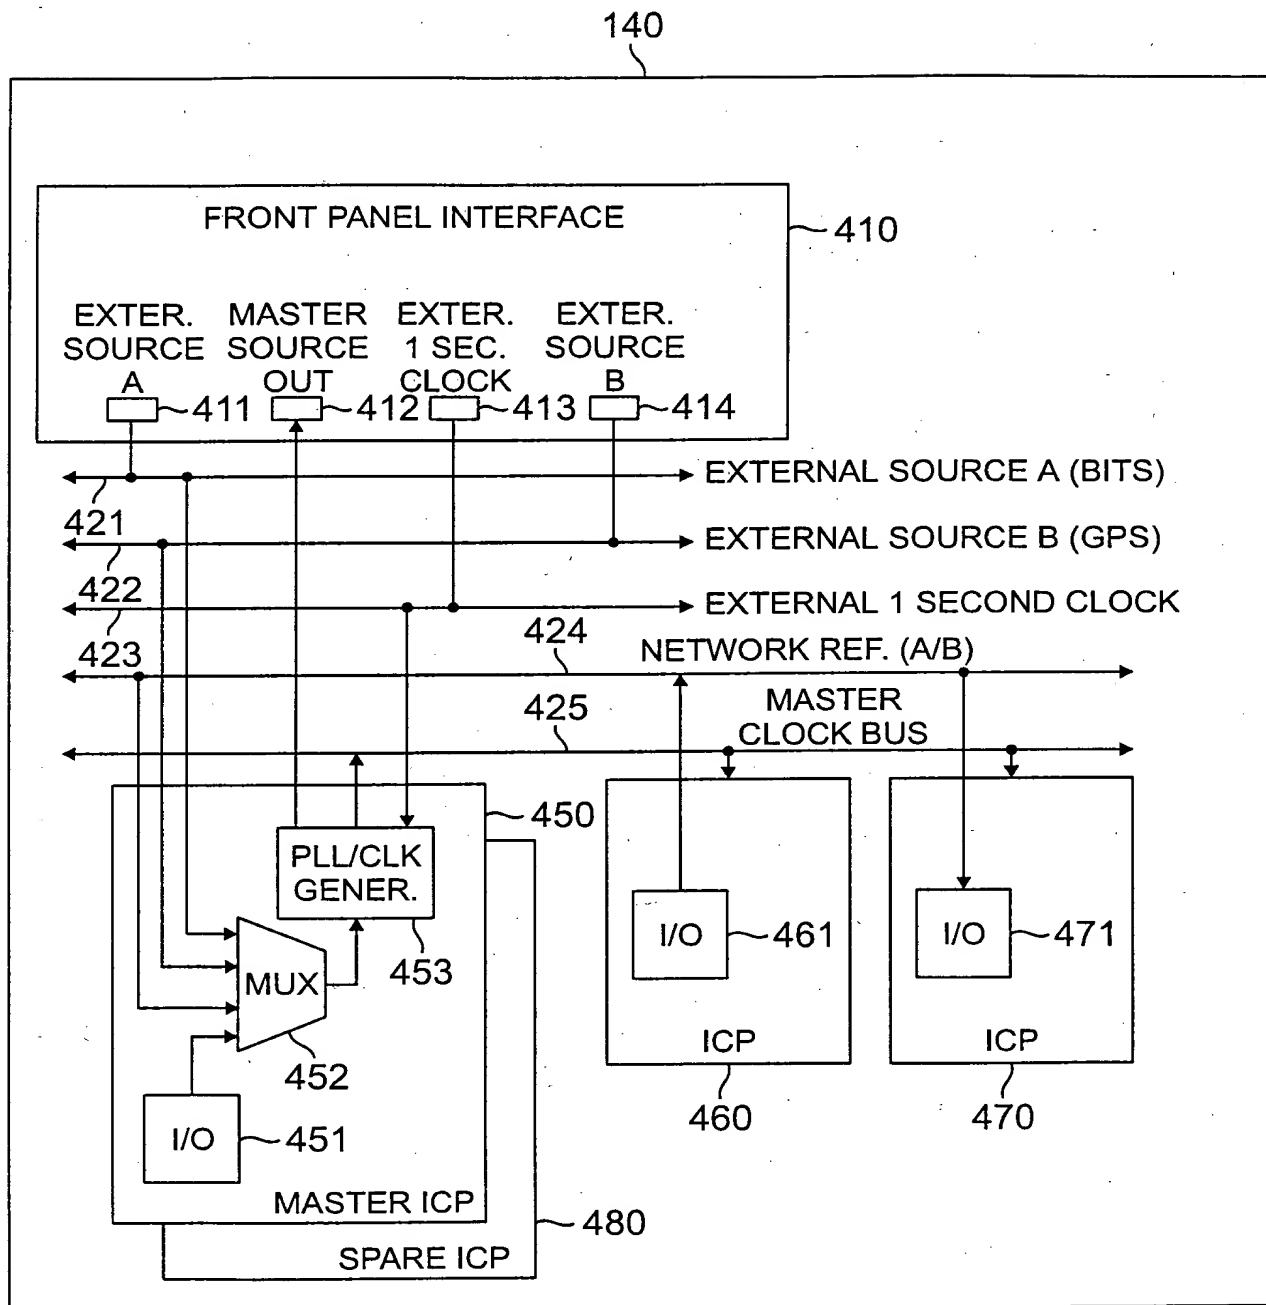 140
FRONT PANEL INTERFACE
410
EXTER. SOURCE A
MASTER SOURCE OUT
EXTER. 1 SEC. CLOCK
EXTER. SOURCE B
411
412
413
414
EXTERNAL SOURCE A (BITS)
421
EXTERNAL SOURCE B (GPS)
422
EXTERNAL 1 SECOND CLOCK
423
424
NETWORK REF. (A/B)
425
MASTER
CLOCK BUS
450
PLL/CLK
GENER.
453
MUX
452
I/O
451
MASTER ICP
480
SPARE ICP
I/O
461
ICP
460
I/O
471
ICP
470